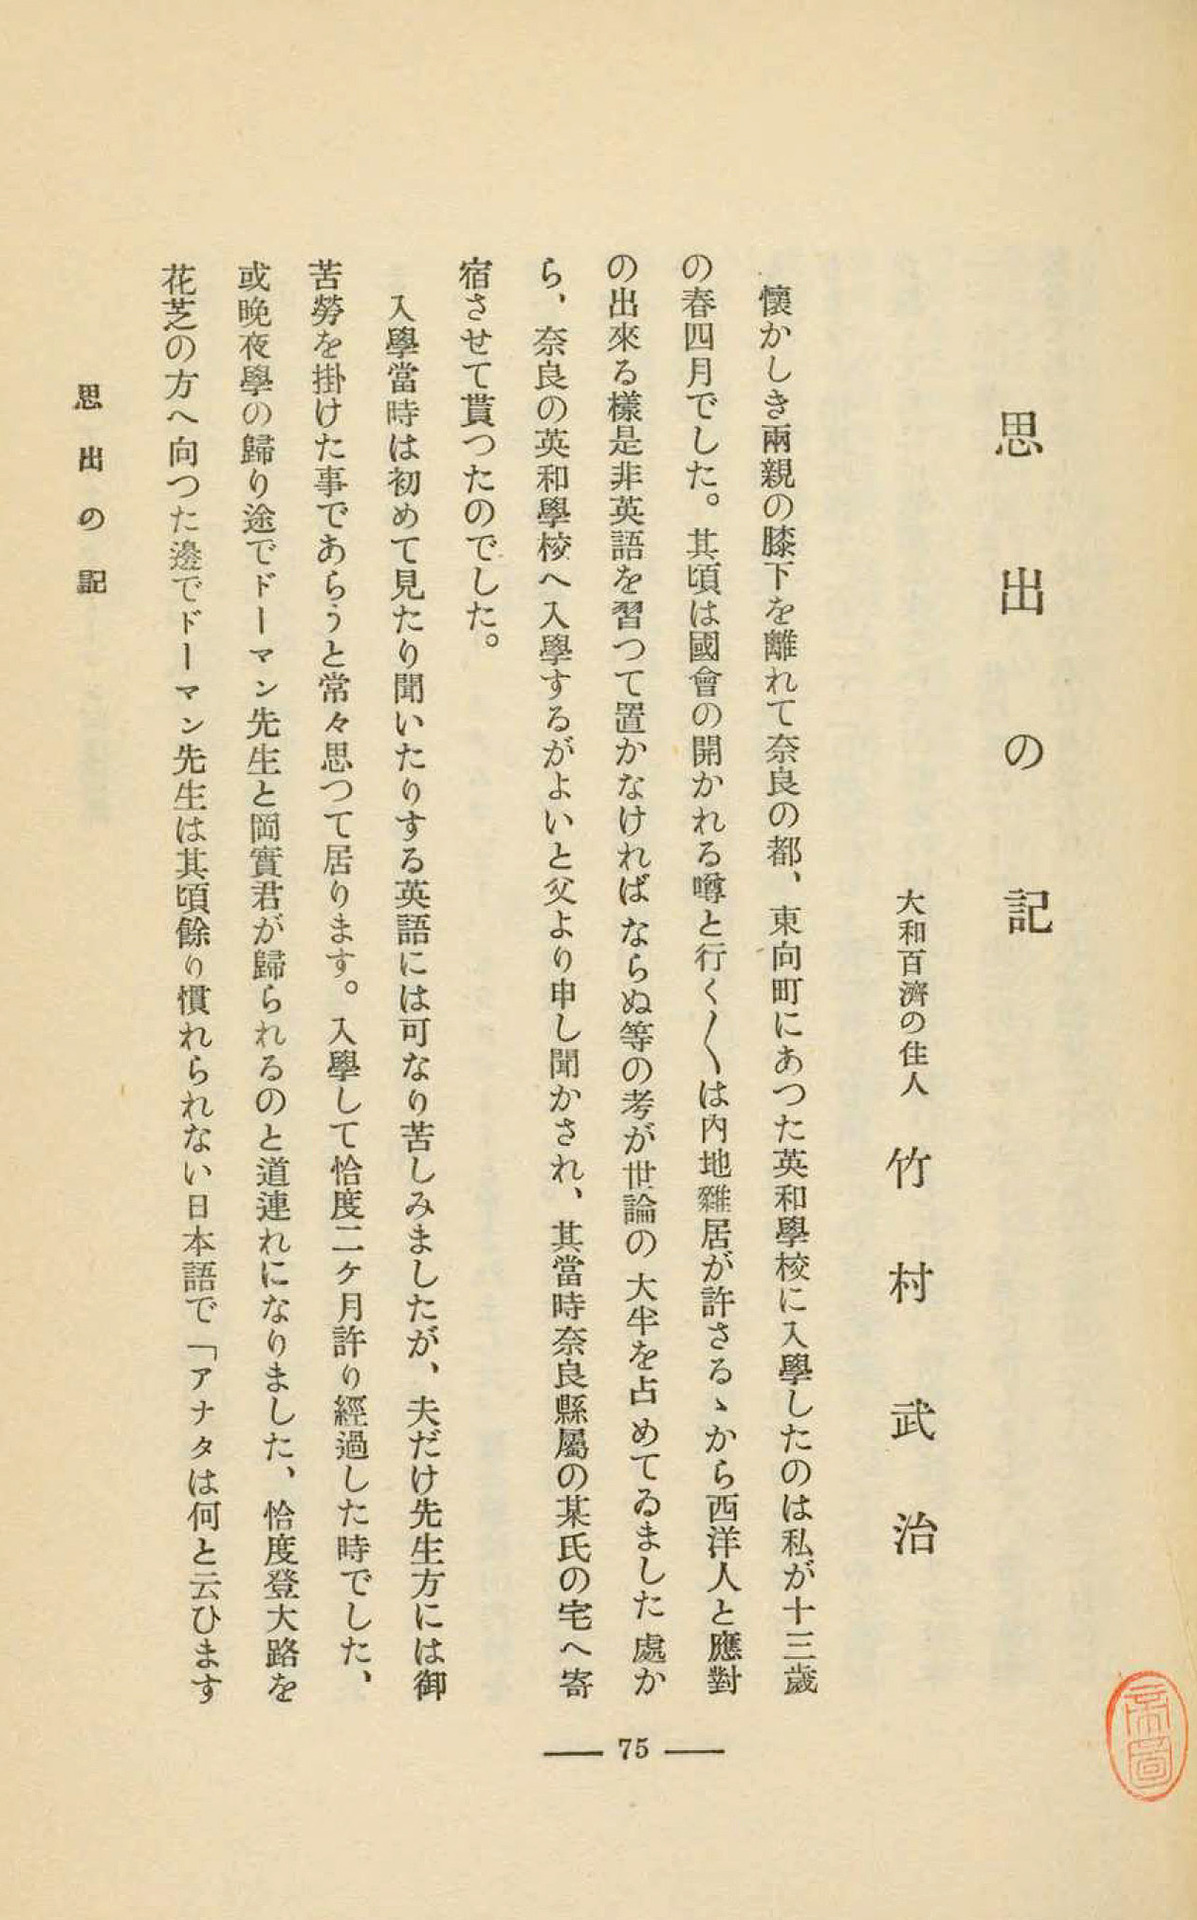 思出の記
大和百濟の住人 竹村武治
懷かしき兩親の膝下を離れて奈良の都、東向町にあつた英和學校に入學したのは私が十三歲
の春四月でした。其頃は國會の開かれる噂と行く〱は内地雜居が許さるゝから西洋人と應對
の出來る樣是非英語を習つて置かなければならぬ等の考が世論の大半を占めてゐました處か
ら、奈良の英和學校へ入學するがよいと父より申し聞かされ、其當時奈良縣屬の某氏の宅へ寄
宿させて貰つたのでした。
入學當時は初めて見たり聞いたりする英語には可なり苦しみましたが、夫だけ先生方には御
苦勞を掛けた事であらうと常々思つて居ります。入學して恰度二ケ月許り經過した時でした、
或晚夜學の歸り途でドーマン先生と岡實君が歸られるのと道連れになりました、恰度登大路を
花芝の方へ向つた邊でドーマン先生は其頃餘り慣れられない日本語で「アナタは何と云ひます
思出の記
75
帝圖